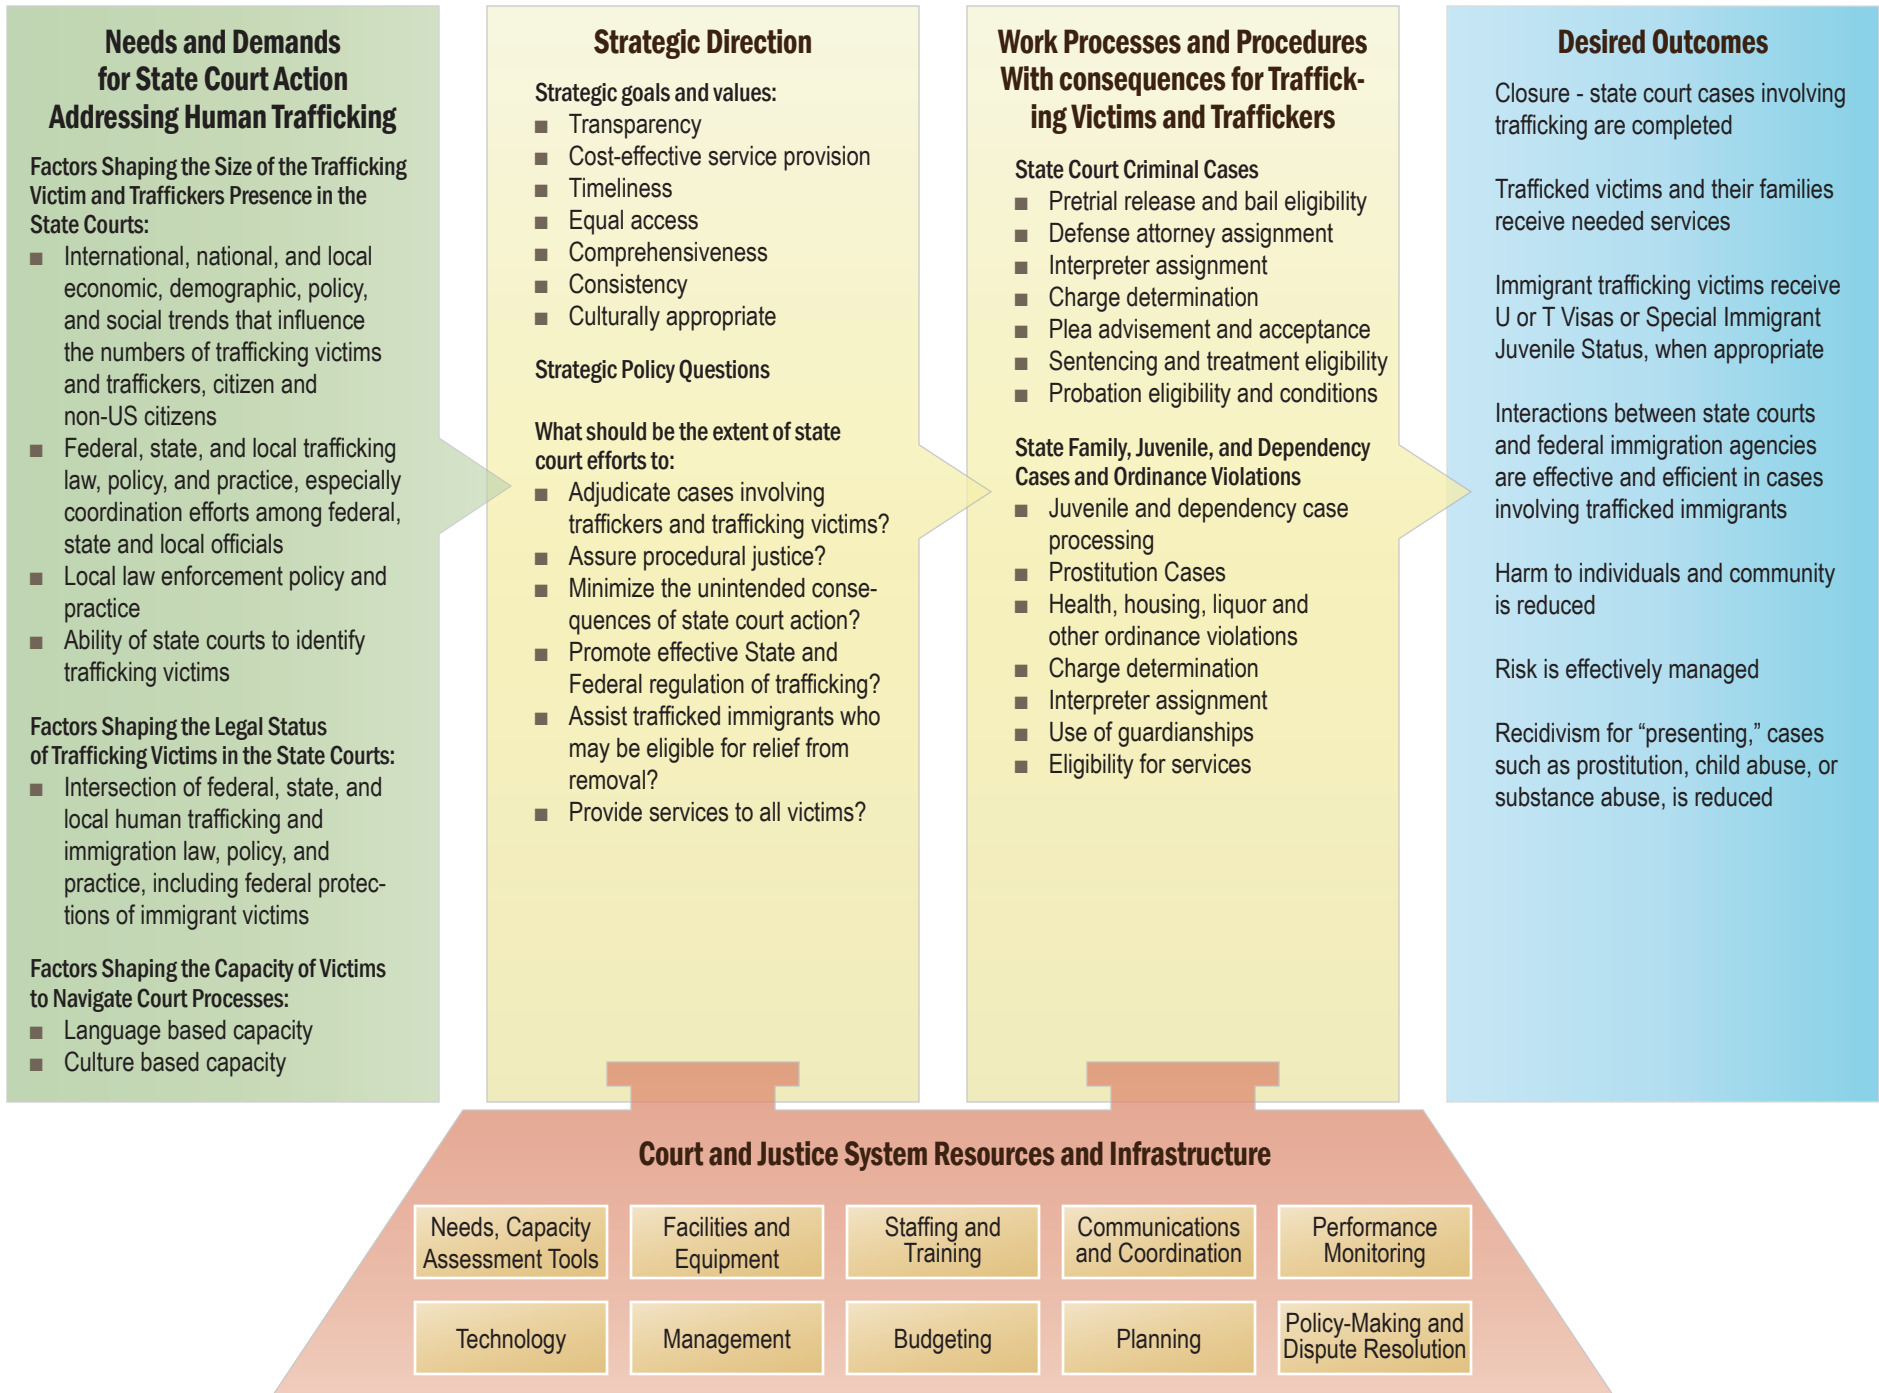 Needs and Demands
for State Court Action
Addressing Human Trafficking
Factors Shaping the Size of the Trafficking
Victim and Traffickers Presence in the
State Courts:
■ International, national, and local
economic, demographic, policy,
and social trends that influence
the numbers of trafficking victims
and traffickers, citizen and
non-US citizens
■ Federal, state, and local trafficking
law, policy, and practice, especially
coordination efforts among federal,
state and local officials
■ Local law enforcement policy and
practice
■ Ability of state courts to identify
trafficking victims
Factors Shaping the Legal Status
of Trafficking Victims in the State Courts:
■ Intersection of federal, state, and
local human trafficking and
immigration law, policy, and
practice, including federal protec-
tions of immigrant victims
Factors Shaping the Capacity of Victims
to Navigate Court Processes:
■ Language based capacity
■ Culture based capacity
Strategic Direction
Strategic goals and values:
■ Transparency
■ Cost-effective service provision
■ Timeliness
■ Equal access
■ Comprehensiveness
■ Consistency
■ Culturally appropriate
Strategic Policy Questions
What should be the extent of state
court efforts to:
■ Adjudicate cases involving
traffickers and trafficking victims?
■ Assure procedural justice?
■ Minimize the unintended conse-
quences of state court action?
■ Promote effective State and
Federal regulation of trafficking?
■ Assist trafficked immigrants who
may be eligible for relief from
removal?
■ Provide services to all victims?
Work Processes and Procedures
With consequences for Traffick-
ing Victims and Traffickers
State Court Criminal Cases
■ Pretrial release and bail eligibility
■ Defense attorney assignment
■ Interpreter assignment
■ Charge determination
■ Plea advisement and acceptance
■ Sentencing and treatment eligibility
■ Probation eligibility and conditions
State Family, Juvenile, and Dependency
Cases and Ordinance Violations
■ Juvenile and dependency case
processing
■ Prostitution Cases
■ Health, housing, liquor and
other ordinance violations
■ Charge determination
■ Interpreter assignment
■ Use of guardianships
■ Eligibility for services
Desired Outcomes
Closure - state court cases involving
trafficking are completed
Trafficked victims and their families
receive needed services
Immigrant trafficking victims receive
U or T Visas or Special Immigrant
Juvenile Status, when appropriate
Interactions between state courts
and federal immigration agencies
are effective and efficient in cases
involving trafficked immigrants
Harm to individuals and community
is reduced
Risk is effectively managed
Recidivism for “presenting,” cases
such as prostitution, child abuse, or
substance abuse, is reduced
Court and Justice System Resources and Infrastructure
Needs, Capacity
Assessment Tools
Facilities and
Equipment
Staffing and
Training
Communications
and Coordination
Performance
Monitoring
Technology
Management
Budgeting
Planning
Policy-Making and
Dispute Resolution